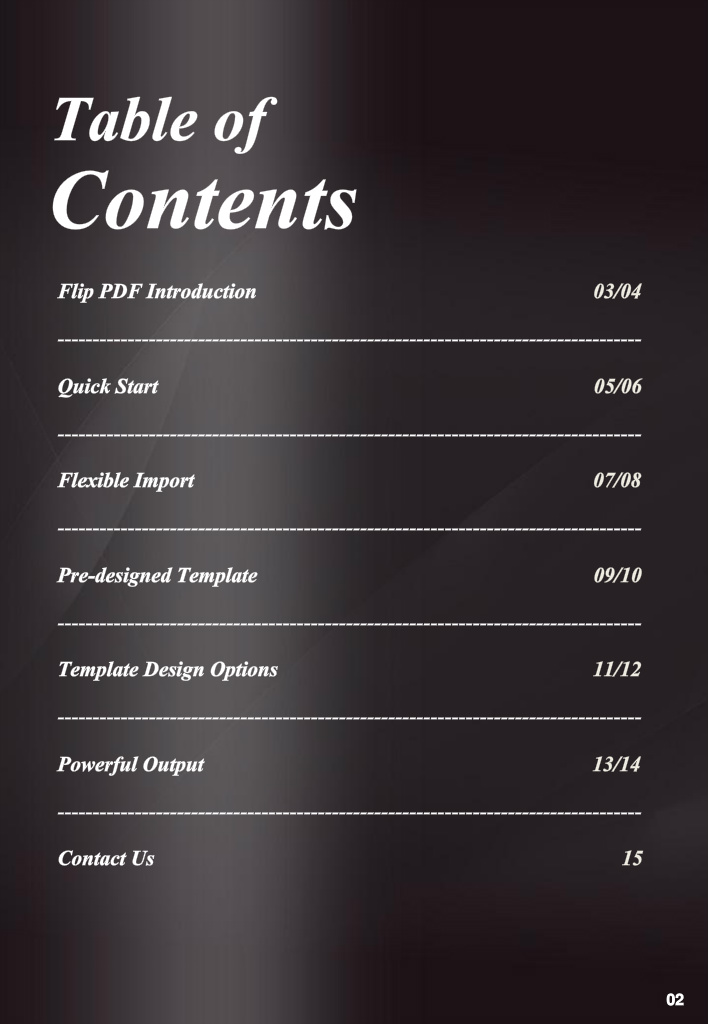 Table of
Contents
Flip PDF Introduction 03/04
------------------------------------------------------------------------------------
Quick Start 05/06
------------------------------------------------------------------------------------
Flexible Import 07/08
------------------------------------------------------------------------------------
Pre-designed Template 09/10
------------------------------------------------------------------------------------
Template Design Options 11/12
------------------------------------------------------------------------------------
Powerful Output 13/14
------------------------------------------------------------------------------------
Contact Us 15
02